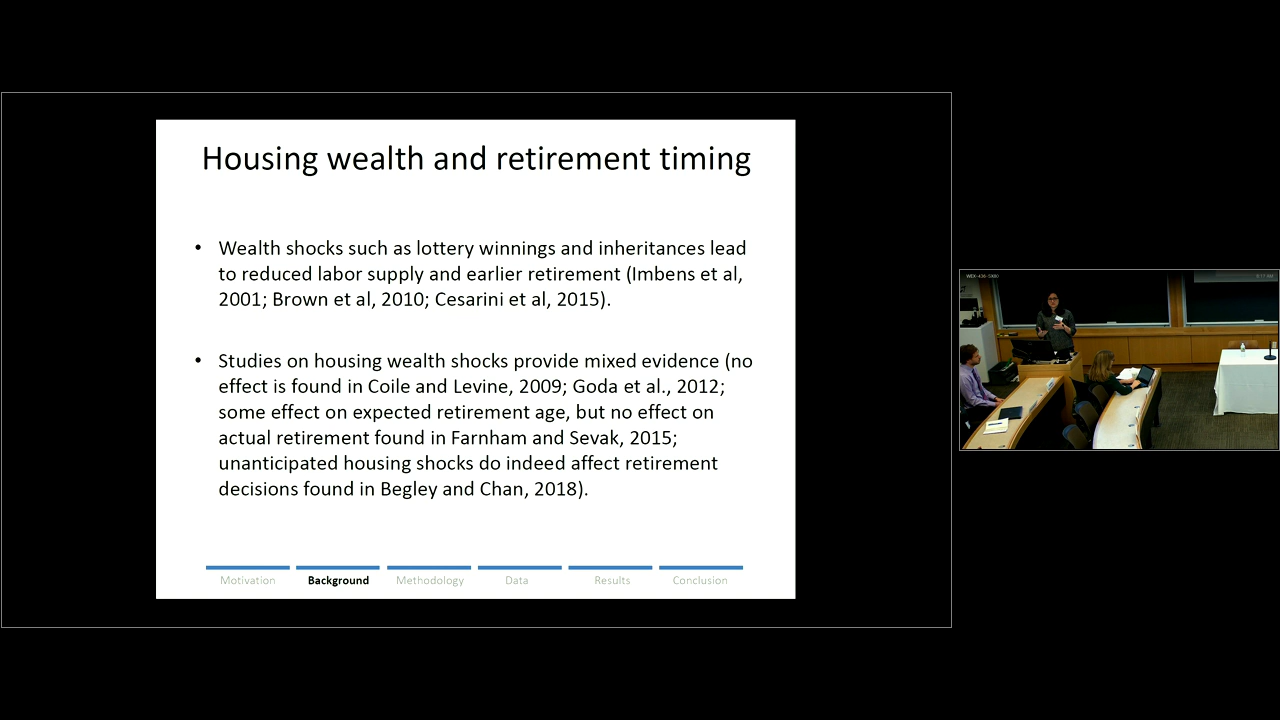 Housing wealth and retirement timing
• Wealth shocks such as lottery winnings and inheritances lead
to reduced labor supply and earlier retirement (Imbens et al,
2001; Brown et al, 2010; Cesarini et al, 2015).
• Studies on housing wealth shocks provide mixed evidence (no
effect is found in Coile and Levine, 2009; Goda et al., 2012;
some effect on expected retirement age, but no effect on
actual retirement found in Farnham and Sevak, 2015;
unanticipated housing shocks do indeed affect retirement
decisions found in Begley and Chan, 2018).
Motivation Background Methodology Data Results Conclusion